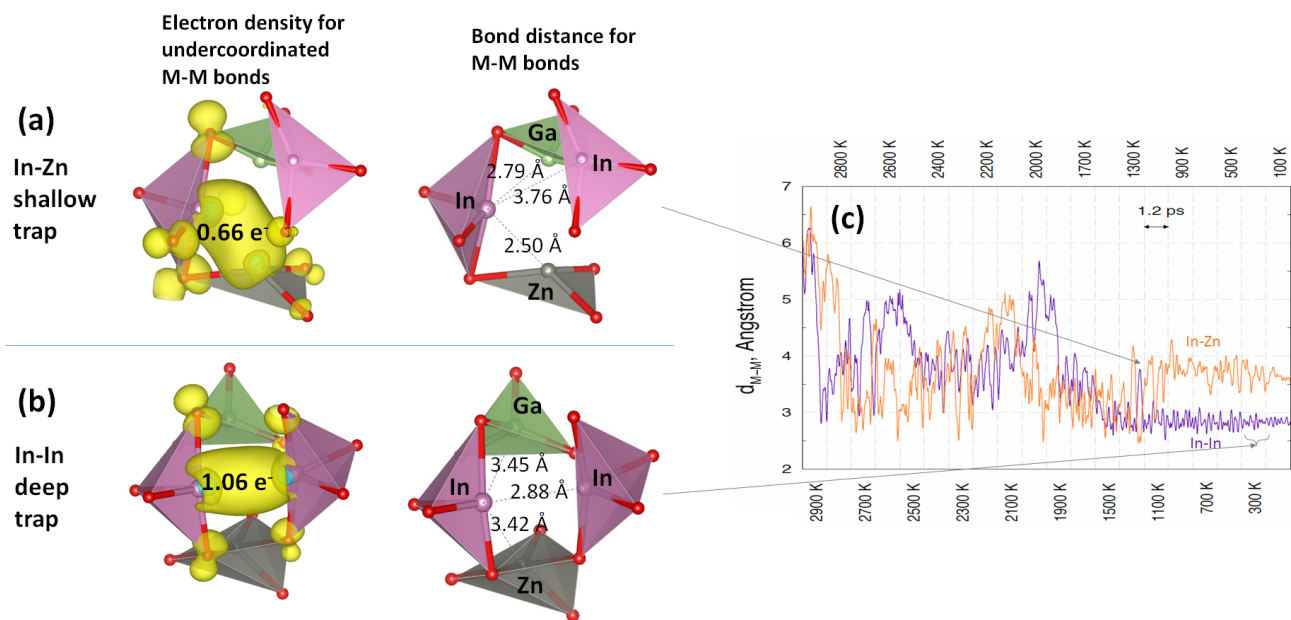 Electron density for
undercoordinated
M-M bonds
Bond distance for
M-M bonds
(a)
In-Zn
shallow
trap
0.66 e-
Ga
In
2.79 Å
3.76 Å
In
2.50 Å
Zn
(b)
In-In
deep
trap
1.06 e-
Ga
3.45 Å
In
In
2.88 Å
3.42 Å
Zn
2800 K
2600 K
2400 K
2200 K
2000 K
1700 K
1300 K
900 K
500 K
100 K
(c)
1.2 ps
7
6
5
4
3
2
d M-M, Angstrom
In-Zn
In-In
2900 K
2700 K
2500 K
2300 K
2100 K
1900 K
1500 K
1100 K
700 K
300 K